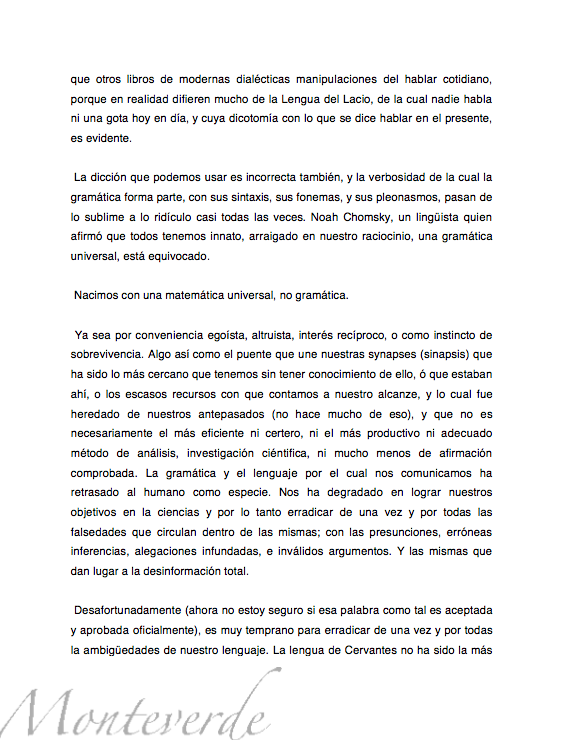 que otros libros de modernas dialécticas manipulaciones del hablar cotidiano,
porque en realidad difieren mucho de la Lengua del Lacio, de la cual nadie habla
ni una gota hoy en día, y cuya dicotomía con lo que se dice hablar en el presente,
es evidente.
La dicción que podemos usar es incorrecta también, y la verbosidad de la cual la
gramática forma parte, con sus sintaxis, sus fonemas, y sus pleonasmos, pasan de
lo sublime a lo ridículo casi todas las veces. Noah Chomsky, un lingüista quien
afirmó que todos tenemos innato, arraigado en nuestro raciocinio, una gramática
universal, está equivocado.
Nacimos con una matemática universal, no gramática.
Ya sea por conveniencia egoísta, altruista, interés recíproco, o como instinto de
sobrevivencia. Algo así como el puente que une nuestras synapses (sinapsis) que
ha sido lo más cercano que tenemos sin tener conocimiento de ello, ó que estaban
ahí, o los escasos recursos con que contamos a nuestro alcanze, y lo cual fue
heredado de nuestros antepasados (no hace mucho de eso), y que no es
necesariamente el más eficiente ni certero, ni el más productivo ni adecuado
método de análisis, investigación ciéntifica, ni mucho menos de afirmación
comprobada. La gramática y el lenguaje por el cual nos comunicamos ha
retrasado al humano como especie. Nos ha degradado en lograr nuestros
objetivos en la ciencias y por lo tanto erradicar de una vez y por todas las
falsedades que circulan dentro de las mismas; con las presunciones, erróneas
inferencias, alegaciones infundadas, e inválidos argumentos. Y las mismas que
dan lugar a la desinformación total.
Desafortunadamente (ahora no estoy seguro si esa palabra como tal es aceptada
y aprobada oficialmente), es muy temprano para erradicar de una vez y por todas
la ambigüedades de nuestro lenguaje. La lengua de Cervantes no ha sido la más
Monteverde